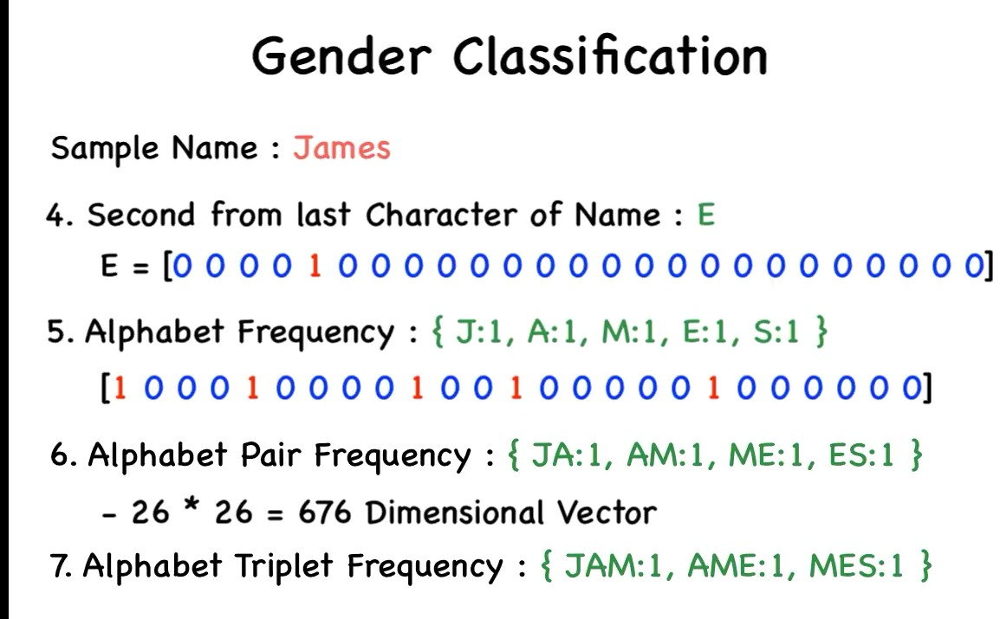 Gender Classification
Sample Name : James
4. Second from last Character of Name : E
E = [0 0 0 0 1 0 0 0 0 0 0 0 0 0 0 0 0 0 0 0 0 0 0 0 0]
5. Alphabet Frequency : { J:1, A:1, M:1, E:1, S:1 }
[1 0 0 0 1 0 0 0 0 1 0 0 1 0 0 0 0 0 1 0 0 0 0 0 0]
6. Alphabet Pair Frequency : { JA:1, AM:1, ME:1, ES:1 }
- 26 * 26 = 676 Dimensional Vector
7. Alphabet Triplet Frequency : { JAM:1, AME:1, MES:1 }